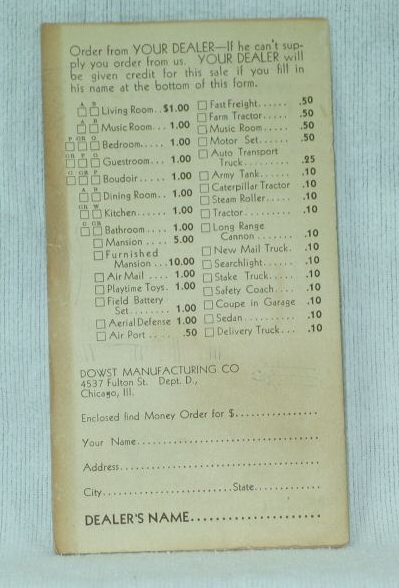 Order from YOUR DEALER—If he can't sup-
ply you order from us. YOUR DEALER will
be given credit for this sale if you fill in
his name at the bottom of this form.
A B
Living Room.. $1.00
A B
Music Room.. 1.00
P GR O
Bedroom..... 1.00
GR P O
Guestroom... 1.00
G GR P
Boudoir..... 1.00
A B
Dining Room.. 1.00
GR W
Kitchen...... 1.00
G GR
Bathroom.... 1.00
Mansion..... 5.00
Furnished
Mansion...10.00
Air Mail.... 1.00
Playtime Toys. 1.00
Field Battery
Set........ 1.00
Aerial Defense 1.00
Air Port .... .50
Fast Freight..... .50
Farm Tractor.... .50
Music Room.... .50
Motor Set..... .50
Auto Transport
Truck......... .25
Army Tank..... .10
Caterpillar Tractor .10
Steam Roller.... .10
Tractor......... .10
Long Range
Cannon....... .10
New Mail Truck. .10
Searchlight..... .10
Stake Truck..... .10
Safety Coach.... .10
Coupe in Garage .10
Sedan.......... .10
Delivery Truck... .10
DOWST MANUFACTURING CO
4537 Fulton St. Dept. D.,
Chicago, Ill.
Enclosed find Money Order for $..............
Your Name..............................
Address.................................
City.....................State............
DEALER'S NAME...................